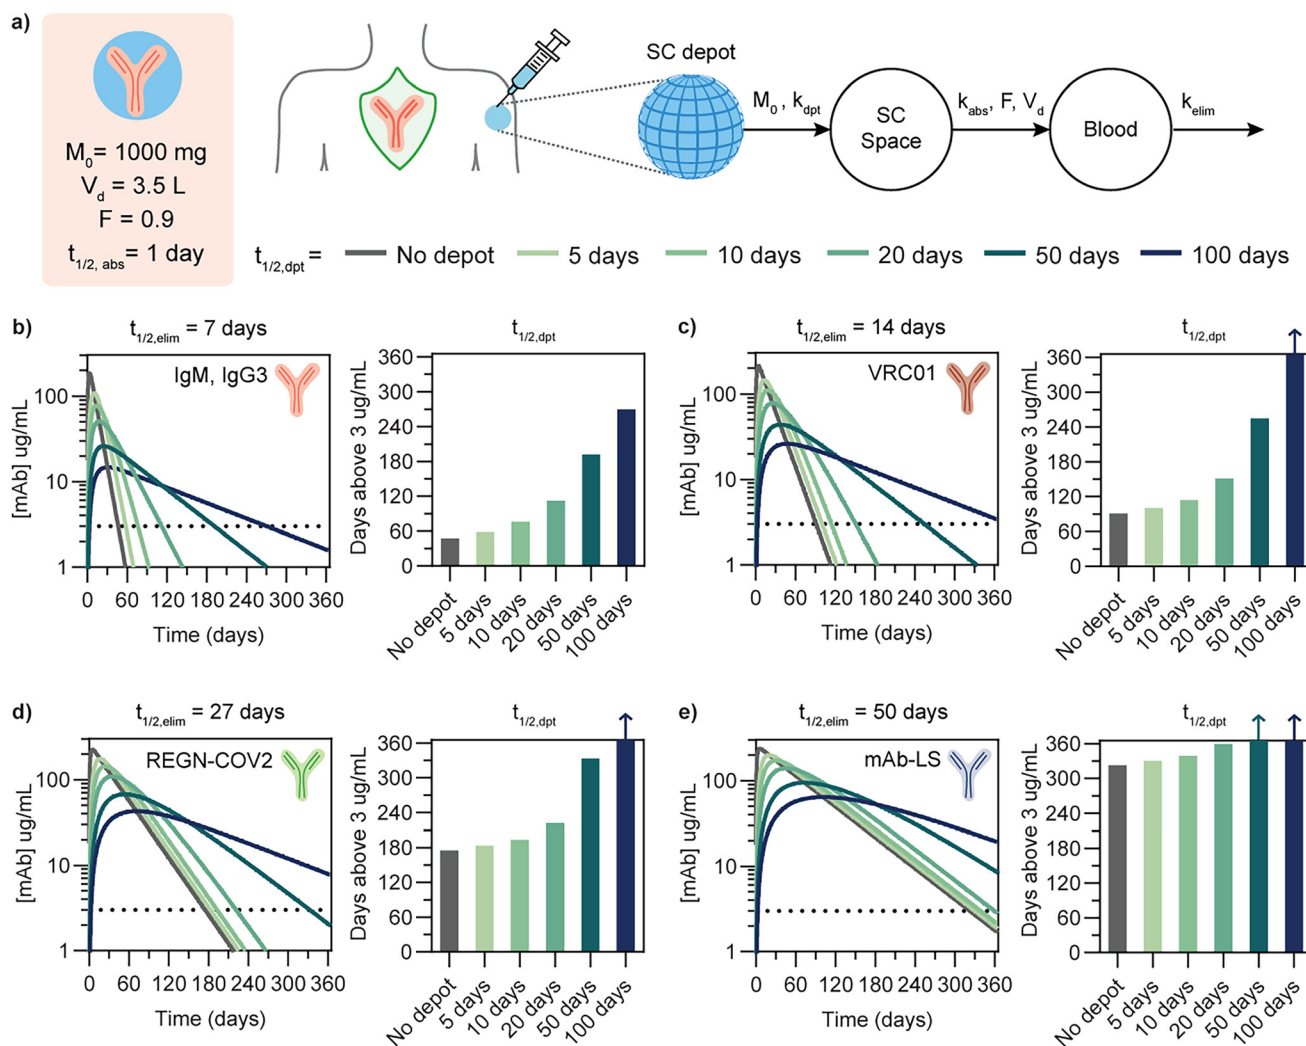 a)
M0 = 1000 mg
Vd = 3.5 L
F = 0.9
t1/2, abs = 1 day
SC depot
M0 , kdpt
SC
Space
kabs, F, Vd
Blood
kelim
t1/2,dpt =
No depot
5 days
10 days
20 days
50 days
100 days
b)
t1/2,elim = 7 days
IgM, IgG3
[mAb] ug/mL
100
10
1
0 60 120 180 240 300 360
Time (days)
t1/2,dpt
Days above 3 ug/mL
360
300
240
180
120
60
0
No depot
5 days
10 days
20 days
50 days
100 days
c)
t1/2,elim = 14 days
VRC01
[mAb] ug/mL
100
10
1
0 60 120 180 240 300 360
Time (days)
t1/2,dpt
Days above 3 ug/mL
360
300
240
180
120
60
0
No depot
5 days
10 days
20 days
50 days
100 days
d)
t1/2,elim = 27 days
REGN-COV2
[mAb] ug/mL
100
10
1
0 60 120 180 240 300 360
Time (days)
t1/2,dpt
Days above 3 ug/mL
360
300
240
180
120
60
0
No depot
5 days
10 days
20 days
50 days
100 days
e)
t1/2,elim = 50 days
mAb-LS
[mAb] ug/mL
100
10
1
0 60 120 180 240 300 360
Time (days)
t1/2,dpt
Days above 3 ug/mL
360
300
240
180
120
60
0
No depot
5 days
10 days
20 days
50 days
100 days